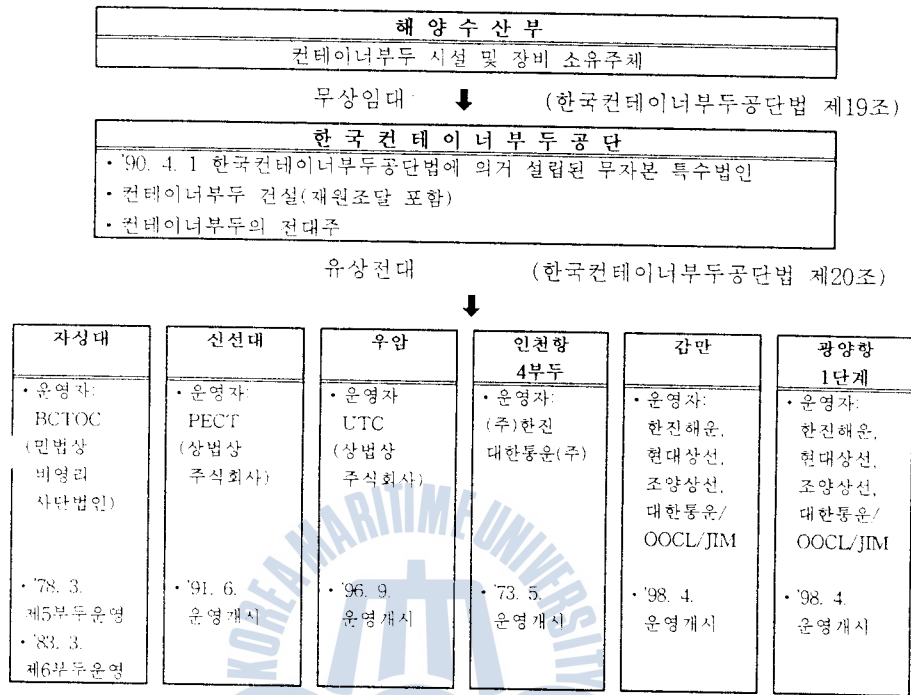 해 양 수 산 부
컨테이너부두 시설 및 장비 소유주체
무상임대 (한국컨테이너부두공단법 제19조)
한 국 컨 테 이 너 부 두 공 단
· '90. 4. 1 한국컨테이너부두공단법에 의거 설립된 무자본 특수법인
· 컨테이너부두 건설(재원조달 포함)
· 컨테이너부두의 전대주
유상전대 (한국컨테이너부두공단법 제20조)
자성대
· 운영자:
BCTOC
(민법상
비영리
사단법인)
· '78. 3.
제5부두운영
· '83. 3.
제6부두운영
신선대
· 운영자:
PECT
(상법상
주식회사)
· '91. 6.
운영개시
우암
· 운영자
UTC
(상법상
주식회사)
· '96. 9.
운영개시
인천항
4부두
· 운영자:
(주)한진
대한통운(주)
· '73. 5.
운영개시
감만
· 운영자:
한진해운,
현대상선,
조양상선,
대한통운/
OOCL/JIM
· '98. 4.
운영개시
광양항
1단계
· 운영자:
한진해운,
현대상선,
조양상선,
대한통운/
OOCL/JIM
· '98. 4.
운영개시
KOREA MARITIME UNIVERSITY